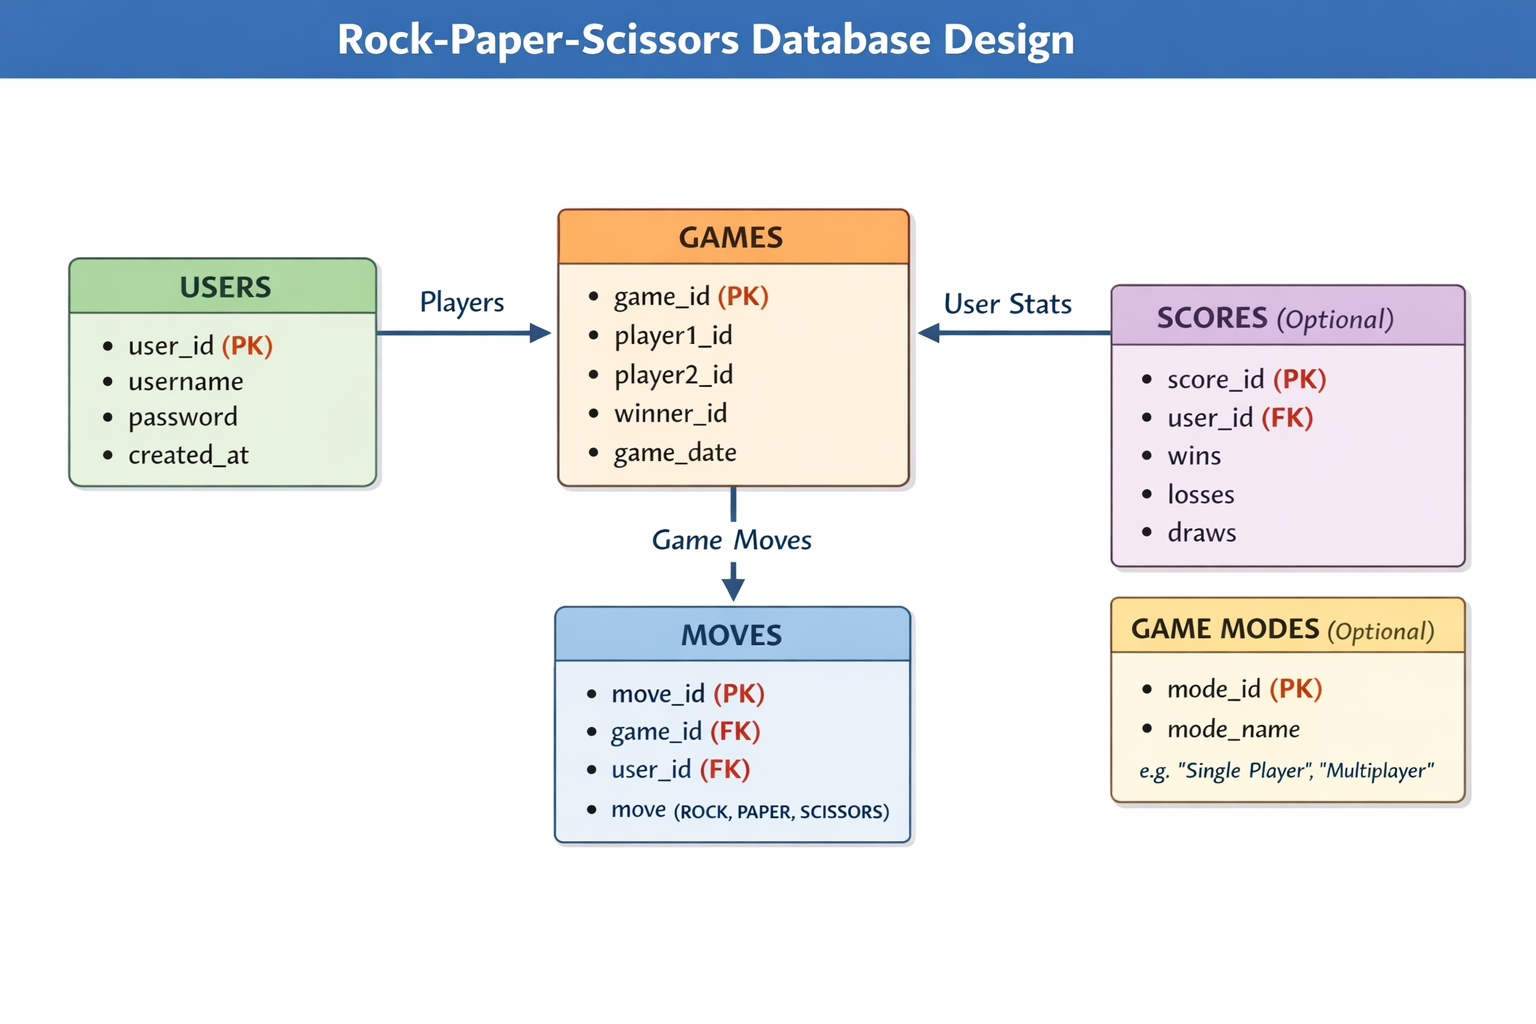 Rock-Paper-Scissors Database Design
USERS
• user_id (PK)
• username
• password
• created_at
Players
GAMES
• game_id (PK)
• player1_id
• player2_id
• winner_id
• game_date
User Stats
SCORES (Optional)
• score_id (PK)
• user_id (FK)
• wins
• losses
• draws
Game Moves
MOVES
• move_id (PK)
• game_id (FK)
• user_id (FK)
• move (ROCK, PAPER, SCISSORS)
GAME MODES (Optional)
• mode_id (PK)
• mode_name
e.g. "Single Player", "Multiplayer"